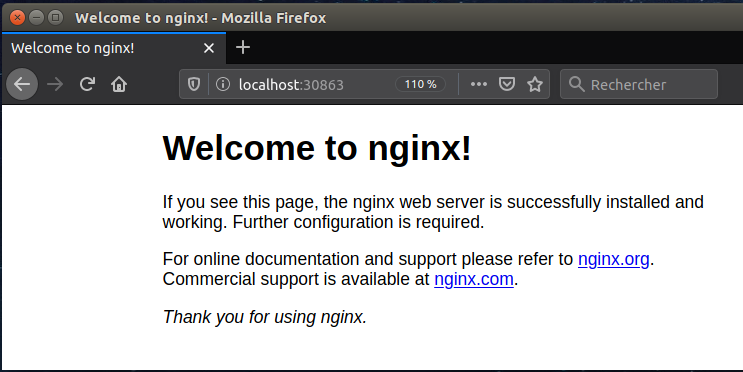 Welcome to nginx! - Mozilla Firefox
Welcome to nginx!
localhost:30863 110 % Rechercher
Welcome to nginx!
If you see this page, the nginx web server is successfully installed and
working. Further configuration is required.
For online documentation and support please refer to nginx.org.
Commercial support is available at nginx.com.
Thank you for using nginx.